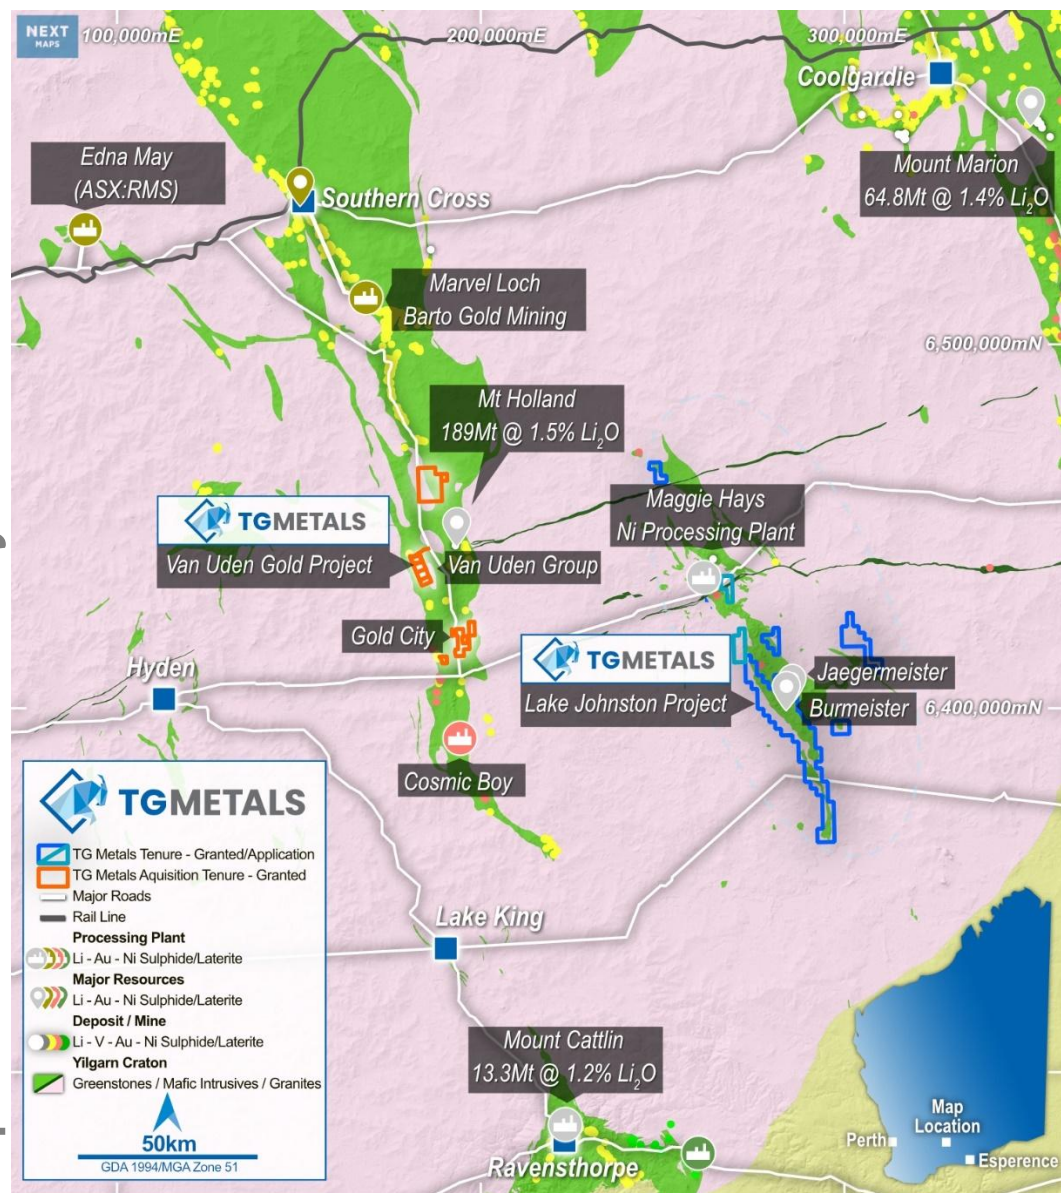 NEXT
MAPS
100,000mE
200,000mE
300,000mE
Coolgardie
Edna May
(ASX:RMS)
Mount Marion
64.8Mt @ 1.4% Li₂O
Southern Cross
Marvel Loch
Barto Gold Mining
6,500,000mN
Mt Holland
189Mt @ 1.5% Li₂O
Maggie Hays
Ni Processing Plant
TGMETALS
Van Uden Gold Project
Van Uden Group
Gold City
TGMETALS
Lake Johnston Project
Jaegermeister
Burmeister
6,400,000mN
Hyden
Cosmic Boy
TGMETALS
TG Metals Tenure - Granted/Application
TG Metals Aquisition Tenure - Granted
Major Roads
Rail Line
Processing Plant
Li - Au - Ni Sulphide/Laterite
Major Resources
Li - Au - Ni Sulphide/Laterite
Deposit / Mine
Li - V - Au - Ni Sulphide/Laterite
Yilgarn Craton
Greenstones / Mafic Intrusives / Granites
50km
GDA 1994/MGA Zone 51
Lake King
Mount Cattlin
13.3Mt @ 1.2% Li₂O
Ravensthorpe
Map
Location
Perth
Esperence